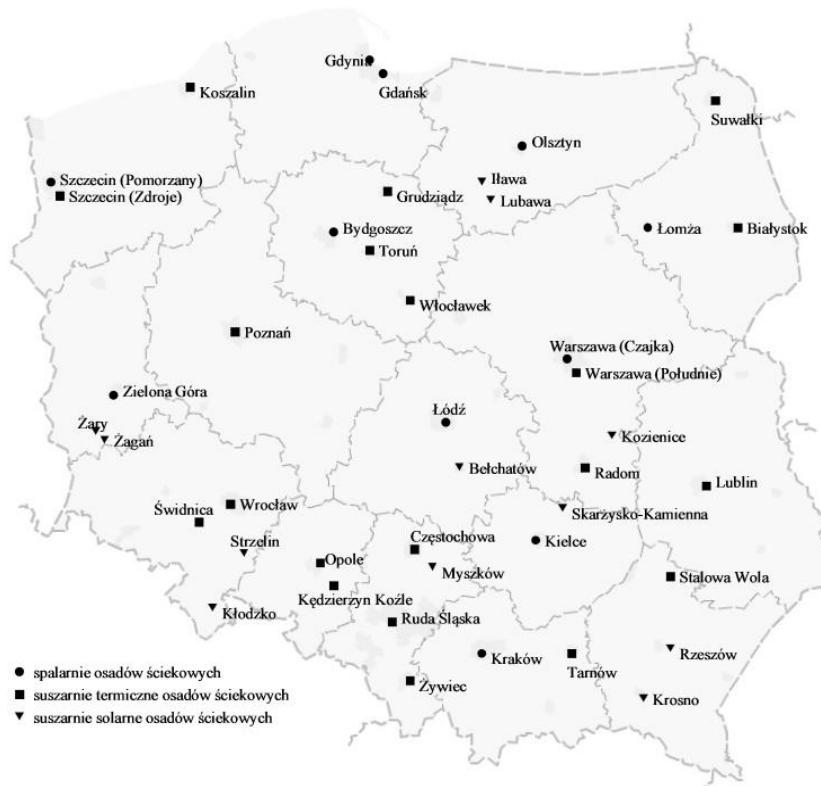 Gdynia
Gdańsk
Koszalin
Suwałki
Olsztyn
Szczecin (Pomorzany)
Szczecin (Zdroje)
Iława
Lubawa
Grudziądz
Bydgoszcz
Toruń
Łomża
Białystok
Włocławek
Poznań
Warszawa (Czajka)
Warszawa (Południe)
Zielona Góra
Łódź
Żary
Żagań
Kozienice
Bełchatów
Radom
Lublin
Świdnica
Wrocław
Skarżysko-Kamienna
Strzelin
Częstochowa
Kielce
Opole
Myszków
Stalowa Wola
Kędzierzyn Koźle
Kłodzko
Ruda Śląska
Kraków
Tarnów
Rzeszów
Żywiec
Krosno
spalarnie osadów ściekowych
suszarnie termiczne osadów ściekowych
suszarnie solarne osadów ściekowych